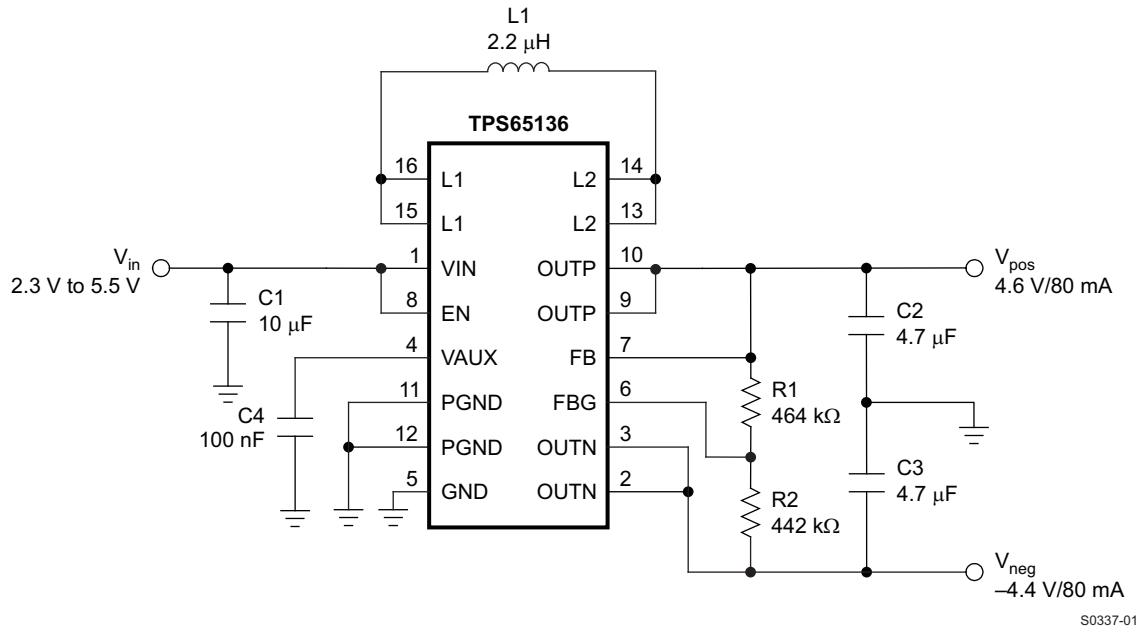 L1
2.2 μH
TPS65136
16 L1 L2 14
15 L1 L2 13
Vin
2.3 V to 5.5 V
1 VIN OUTP 10
Vpos
4.6 V/80 mA
C1
10 μF
8 EN OUTP 9
C2
4.7 μF
4 VAUX FB 7
11 PGND FBG 6
R1
464 kΩ
C4
100 nF
12 PGND OUTN 3
5 GND OUTN 2
C3
4.7 μF
R2
442 kΩ
Vneg
–4.4 V/80 mA
S0337-01